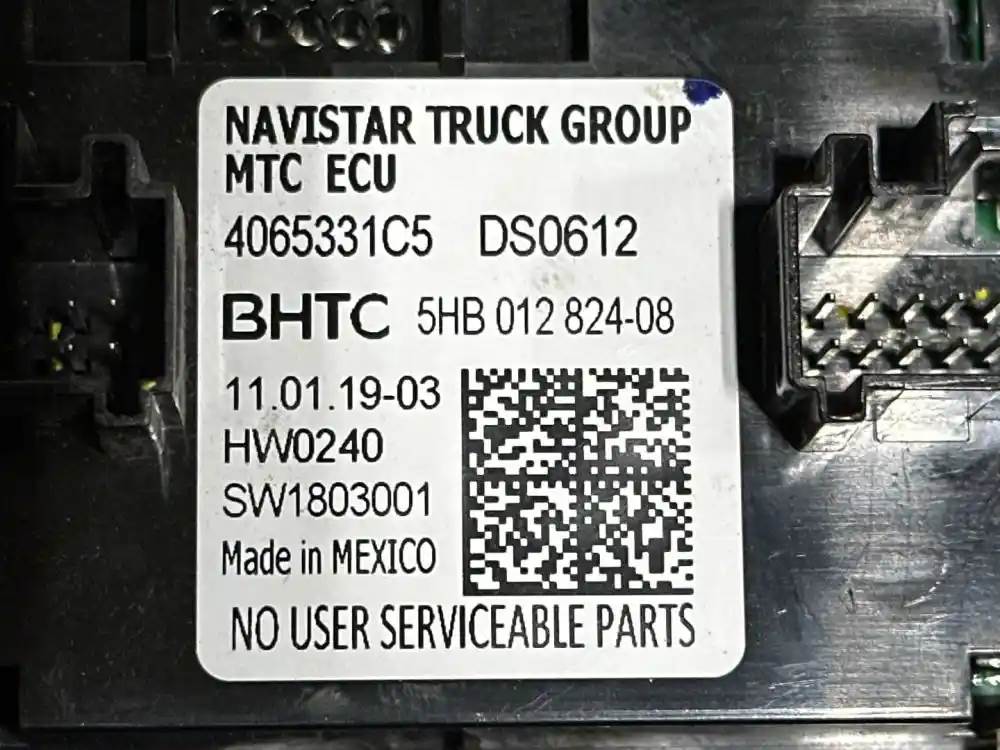 NAVISTAR TRUCK GROUP
MTC ECU
4065331C5 DS0612
BHTC 5HB 012 824-08
11.01.19-03
HW0240
SW1803001
Made in MEXICO
NO USER SERVICEABLE PARTS